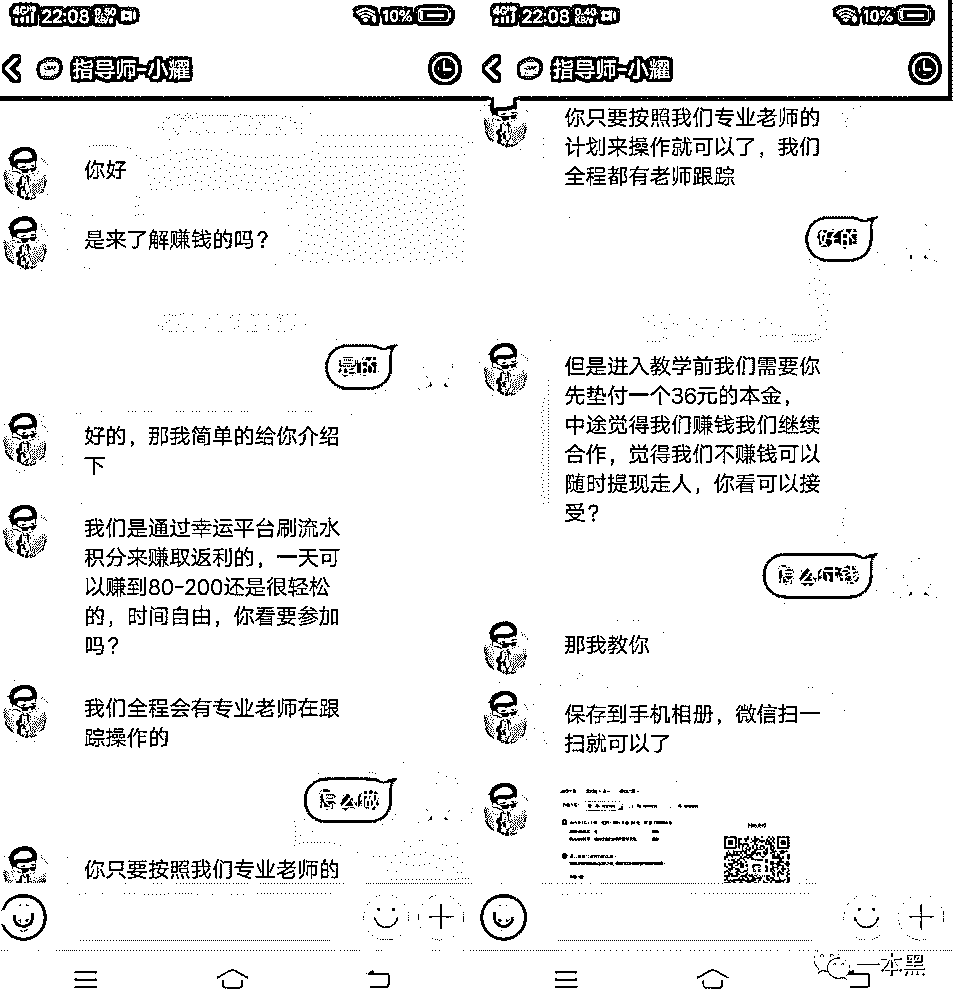 22:08
10%
指导师-小耀
你好
是来了解赚钱的吗？
是的
好的，那我简单的给你介绍
下
我们是通过幸运平台刷流水
积分来赚取返利的，一天可
以赚到80-200还是很轻松
的，时间自由，你看要参加
吗？
我们全程会有专业老师在跟
踪操作的
怎么做
你只要按照我们专业老师的
22:08
10%
指导师-小耀
你只要按照我们专业老师的
计划来操作就可以了，我们
全程都有老师跟踪
好的
但是进入教学前我们需要你
先垫付一个36元的本金，
中途觉得我们赚钱我们继续
合作，觉得我们不赚钱可以
随时提现走人，你看可以接
受？
怎么付钱
那我教你
保存到手机相册，微信扫一
扫就可以了
一本黑